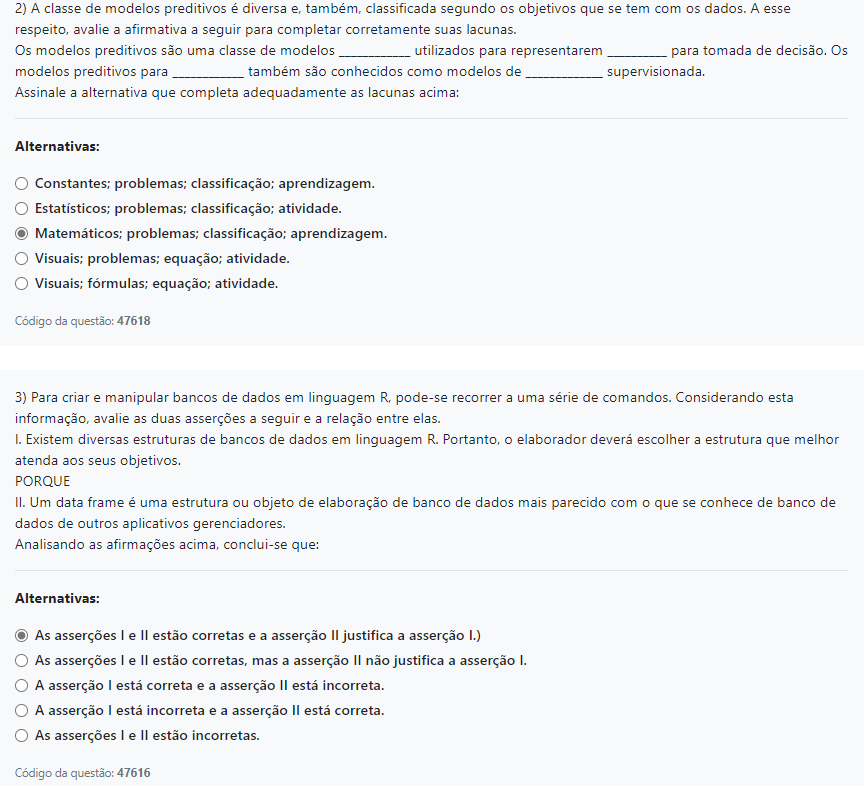 2) A classe de modelos preditivos é diversa e, também, classificada segundo os objetivos que se tem com os dados. A esse
respeito, avalie a afirmativa a seguir para completar corretamente suas lacunas.
Os modelos preditivos são uma classe de modelos ____________ utilizados para representarem __________ para tomada de decisão. Os
modelos preditivos para ____________ também são conhecidos como modelos de _____________ supervisionada.
Assinale a alternativa que completa adequadamente as lacunas acima:
Alternativas:
Constantes; problemas; classificação; aprendizagem.
Estatísticos; problemas; classificação; atividade.
Matemáticos; problemas; classificação; aprendizagem.
Visuais; problemas; equação; atividade.
Visuais; fórmulas; equação; atividade.
Código da questão: 47618
3) Para criar e manipular bancos de dados em linguagem R, pode-se recorrer a uma série de comandos. Considerando esta
informação, avalie as duas asserções a seguir e a relação entre elas.
I. Existem diversas estruturas de bancos de dados em linguagem R. Portanto, o elaborador deverá escolher a estrutura que melhor
atenda aos seus objetivos.
PORQUE
II. Um data frame é uma estrutura ou objeto de elaboração de banco de dados mais parecido com o que se conhece de banco de
dados de outros aplicativos gerenciadores.
Analisando as afirmações acima, conclui-se que:
Alternativas:
As asserções I e II estão corretas e a asserção II justifica a asserção I.)
As asserções I e II estão corretas, mas a asserção II não justifica a asserção I.
A asserção I está correta e a asserção II está incorreta.
A asserção I está incorreta e a asserção II está correta.
As asserções I e II estão incorretas.
Código da questão: 47616